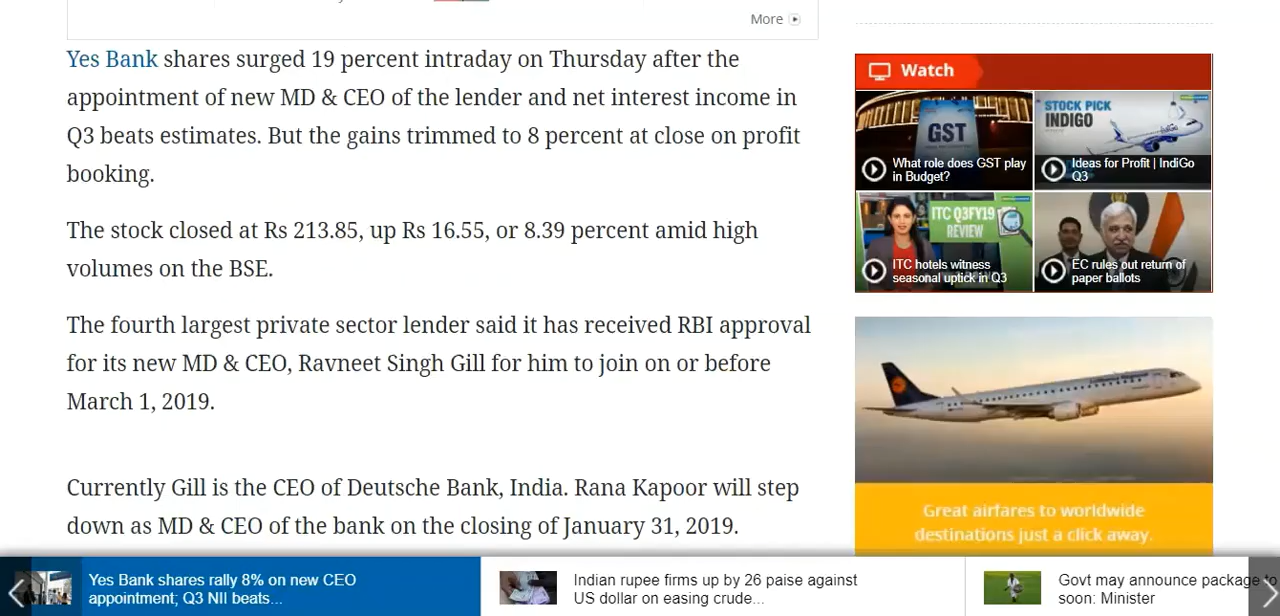 More
Yes Bank shares surged 19 percent intraday on Thursday after the
appointment of new MD & CEO of the lender and net interest income in
Q3 beats estimates. But the gains trimmed to 8 percent at close on profit
booking.
The stock closed at Rs 213.85, up Rs 16.55, or 8.39 percent amid high
volumes on the BSE.
The fourth largest private sector lender said it has received RBI approval
for its new MD & CEO, Ravneet Singh Gill for him to join on or before
March 1, 2019.
Currently Gill is the CEO of Deutsche Bank, India. Rana Kapoor will step
down as MD & CEO of the bank on the closing of January 31, 2019.
Watch
GST
What role does GST play
in Budget?
STOCK PICK
INDIGO
Ideas for Profit | IndiGo
Q3
ITC Q3FY19
REVIEW
ITC hotels witness
seasonal uptick in Q3
EC rules out return of
paper ballots
Great airfares to worldwide
destinations just a click away.
Yes Bank shares rally 8% on new CEO
appointment; Q3 NII beats...
Indian rupee firms up by 26 paise against
US dollar on easing crude...
Govt may announce package to
soon: Minister